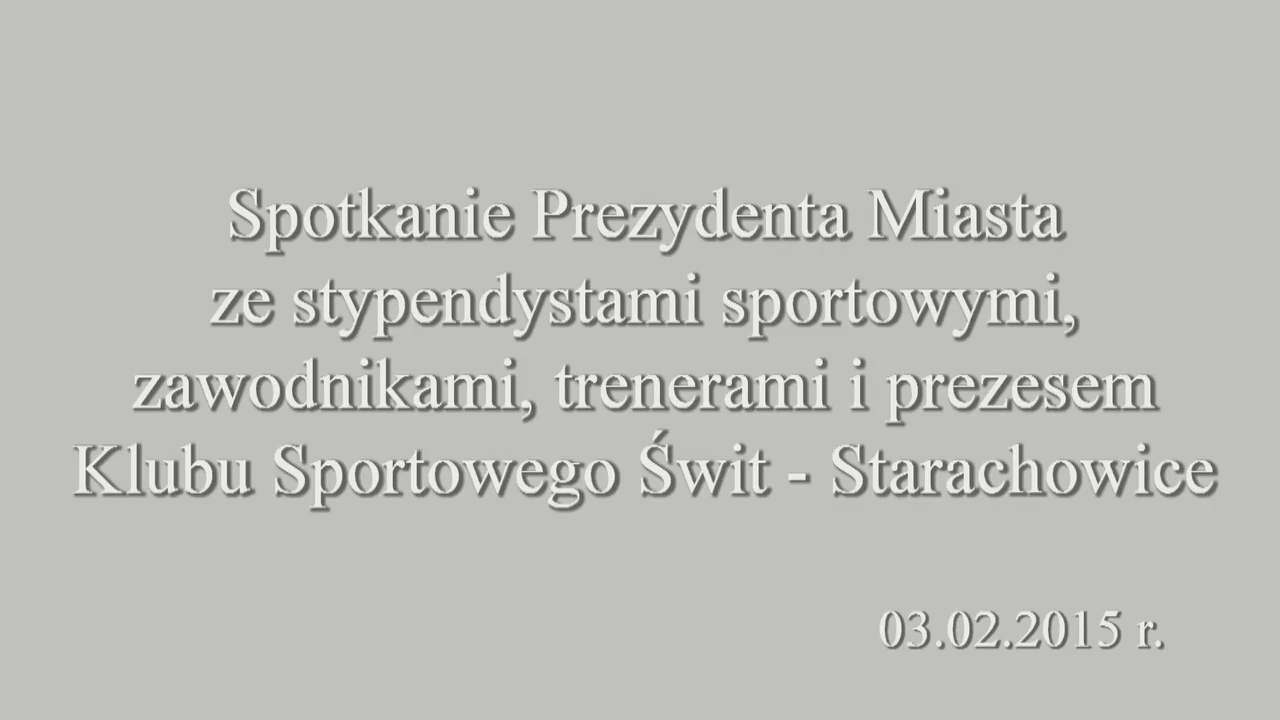 Spotkanie Prezydenta Miasta
ze stypendystami sportowymi,
zawodnikami, trenerami i prezesem
Klubu Sportowego Świt - Starachowice
03.02.2015 r.